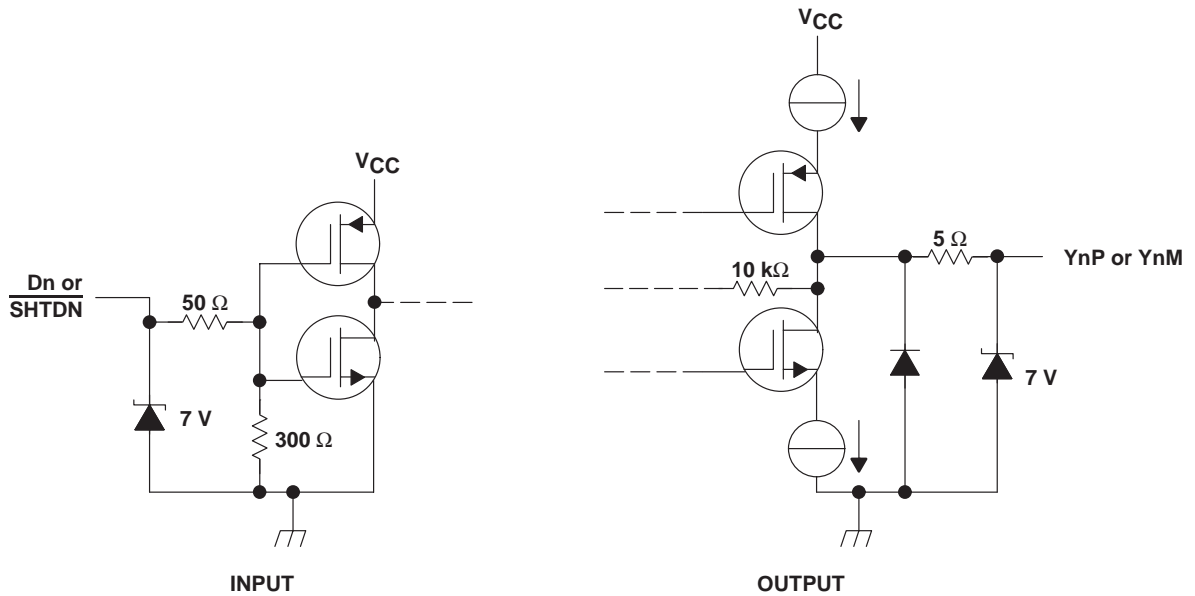 VCC
Dn or
SHTDN
50 Ω
7 V
300 Ω
INPUT
VCC
10 kΩ
5 Ω
YnP or YnM
7 V
OUTPUT